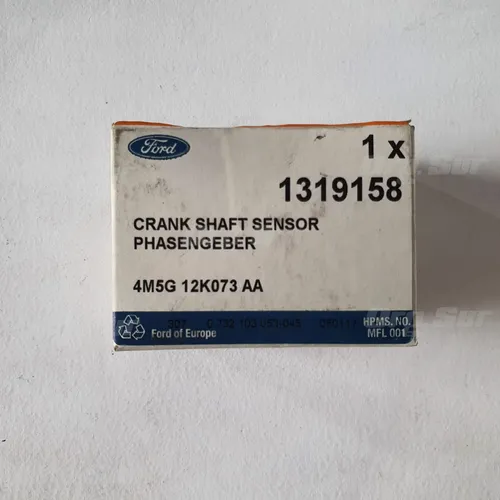 Ford
1 x
1319158
CRANK SHAFT SENSOR
PHASENGEBER
4M5G 12K073 AA
Ford of Europe
HPMS. NO.
MFL 001